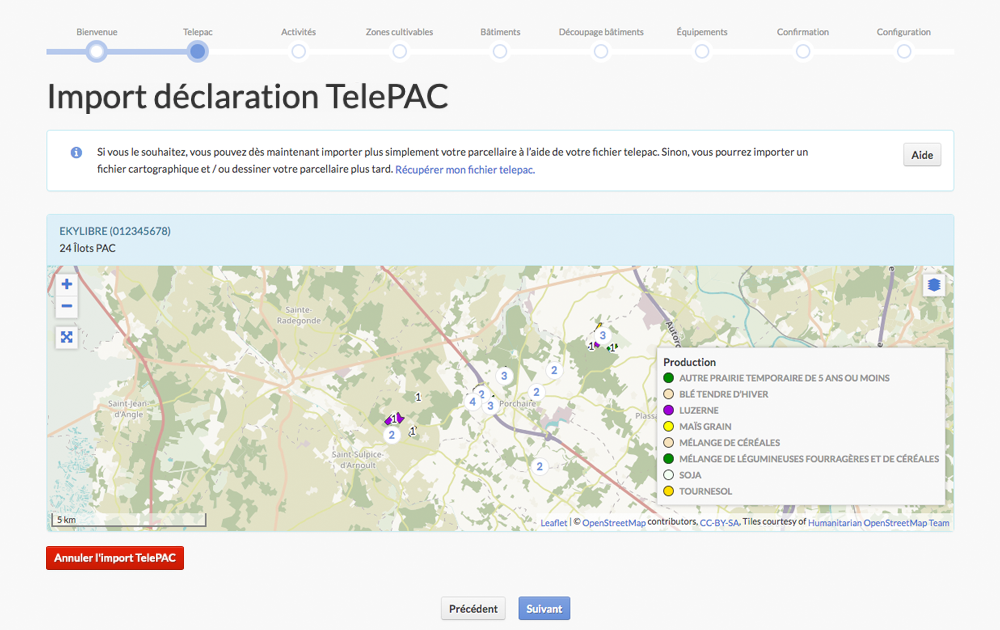 Bienvenue
Telepac
Activités
Zones cultivables
Bâtiments
Découpage bâtiments
Équipements
Confirmation
Configuration
Import déclaration TelePAC
Si vous le souhaitez, vous pouvez dès maintenant importer plus simplement votre parcellaire à l'aide de votre fichier telepac. Sinon, vous pourrez importer un
fichier cartographique et / ou dessiner votre parcellaire plus tard. Récupérer mon fichier telepac.
Aide
EKYLIBRE (012345678)
24 Îlots PAC
+
−
Sainte-
Radegonde
Autor
3
1
1
2
3
2
2
4
3
Porchaire
1
Saint-Jean
d'Angle
1
1
2
Saint-Sulpice
d'Arnoult
2
Plass
Production
AUTRE PRAIRIE TEMPORAIRE DE 5 ANS OU MOINS
BLÉ TENDRE D'HIVER
LUZERNE
MAÏS GRAIN
MÉLANGE DE CÉRÉALES
MÉLANGE DE LÉGUMINEUSES FOURRAGÈRES ET DE CÉRÉALES
SOJA
TOURNESOL
5 km
Leaflet | © OpenStreetMap contributors, CC-BY-SA, Tiles courtesy of Humanitarian OpenStreetMap Team
Annuler l'import TelePAC
Précédent
Suivant